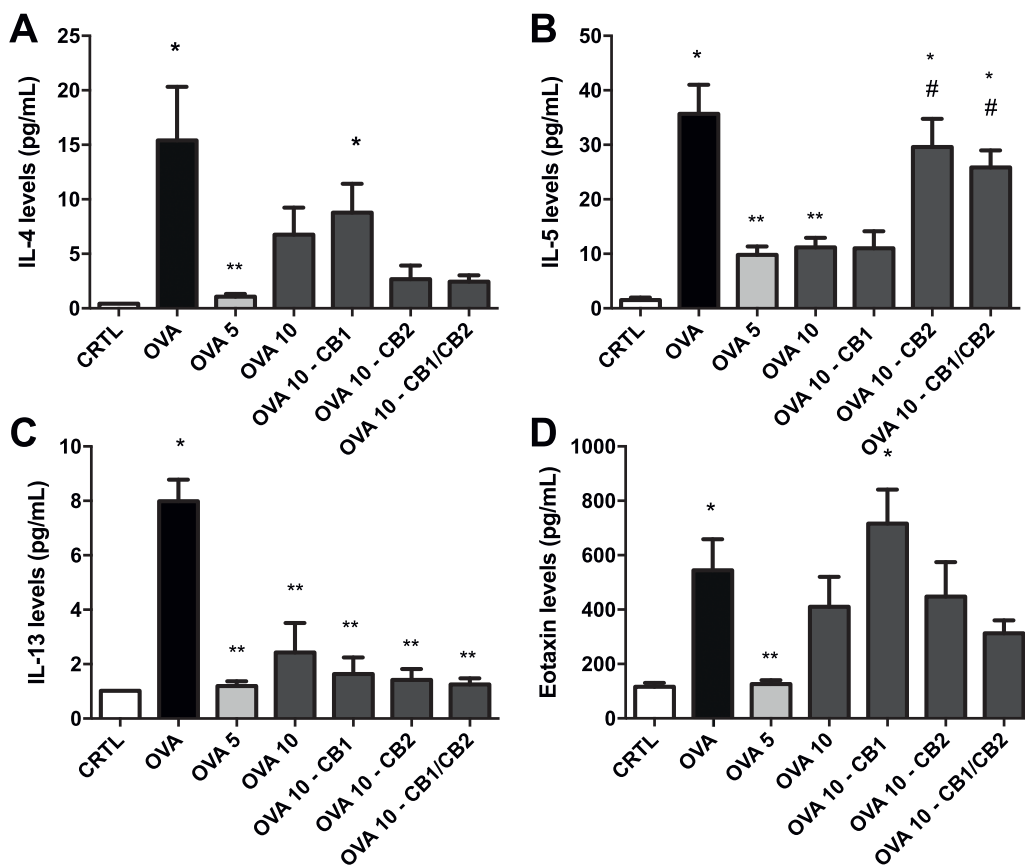 A
IL-4 levels (pg/mL)
25
20
15
10
5
0
*
**
*
CRTL
OVA
OVA 5
OVA 10
OVA 10 - CB1
OVA 10 - CB2
OVA 10 - CB1/CB2
B
IL-5 levels (pg/mL)
50
40
30
20
10
0
*
**
**
*
#
*
#
CRTL
OVA
OVA 5
OVA 10
OVA 10 - CB1
OVA 10 - CB2
OVA 10 - CB1/CB2
C
IL-13 levels (pg/mL)
10
8
6
4
2
0
*
**
**
**
**
**
CRTL
OVA
OVA 5
OVA 10
OVA 10 - CB1
OVA 10 - CB2
OVA 10 - CB1/CB2
D
Eotaxin levels (pg/mL)
1000
800
600
400
200
0
*
**
*
CRTL
OVA
OVA 5
OVA 10
OVA 10 - CB1
OVA 10 - CB2
OVA 10 - CB1/CB2